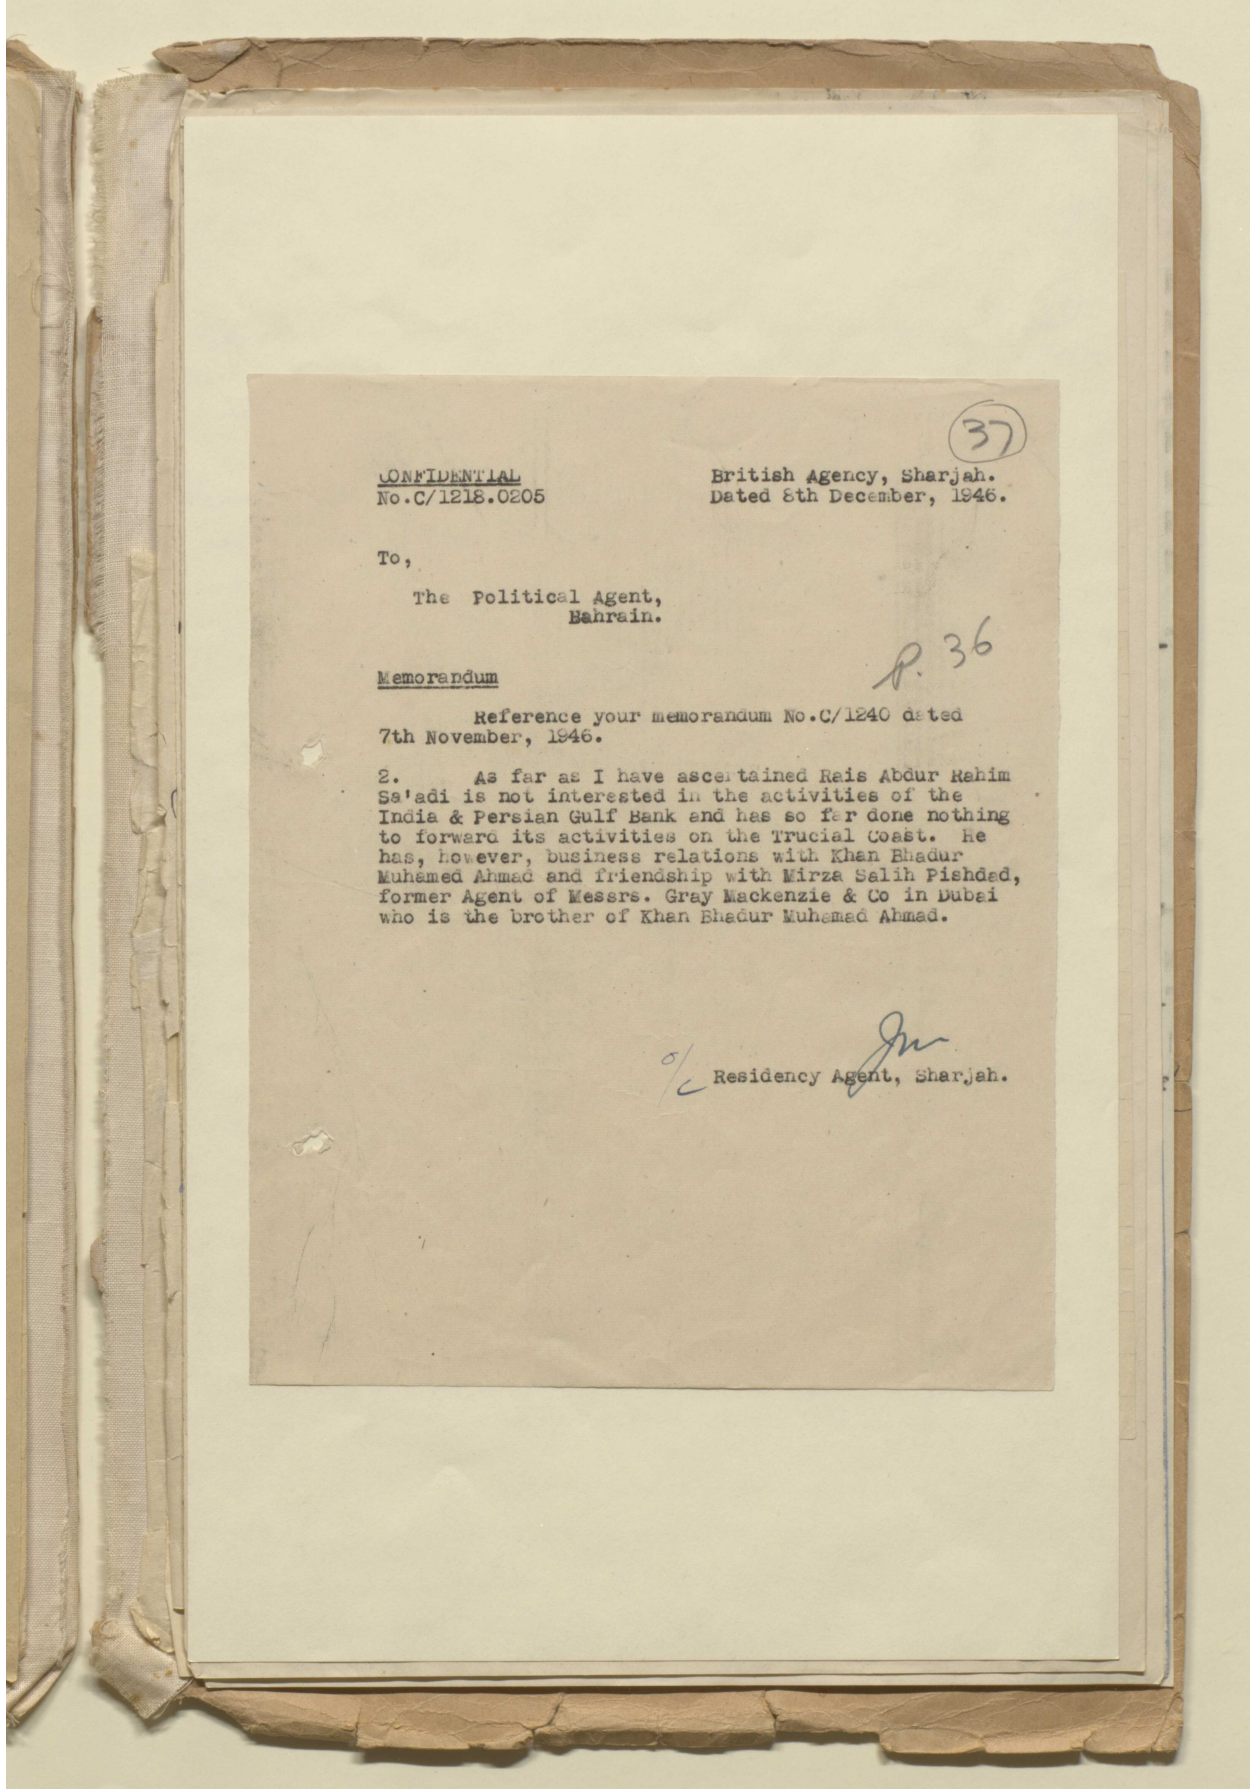 37
CONFIDENTIAL
No.C/1218.0205
British Agency, Sharjah.
Dated 8th December, 1946.
To,
The Political Agent,
Bahrain.
P. 36
Memorandum
Reference your memorandum No.C/1240 dated
7th November, 1946.
2. As far as I have ascertained Rais Abdur Rahim
Sa'adi is not interested in the activities of the
India & Persian Gulf Bank and has so far done nothing
to forward its activities on the Trucial Coast. He
has, however, business relations with Khan Bhadur
Muhamed Ahmad and friendship with Mirza Salih Pishdad,
former Agent of Messrs. Gray Mackenzie & Co in Dubai
who is the brother of Khan Bhadur Muhamad Ahmad.
o/c Residency Agent, Sharjah.